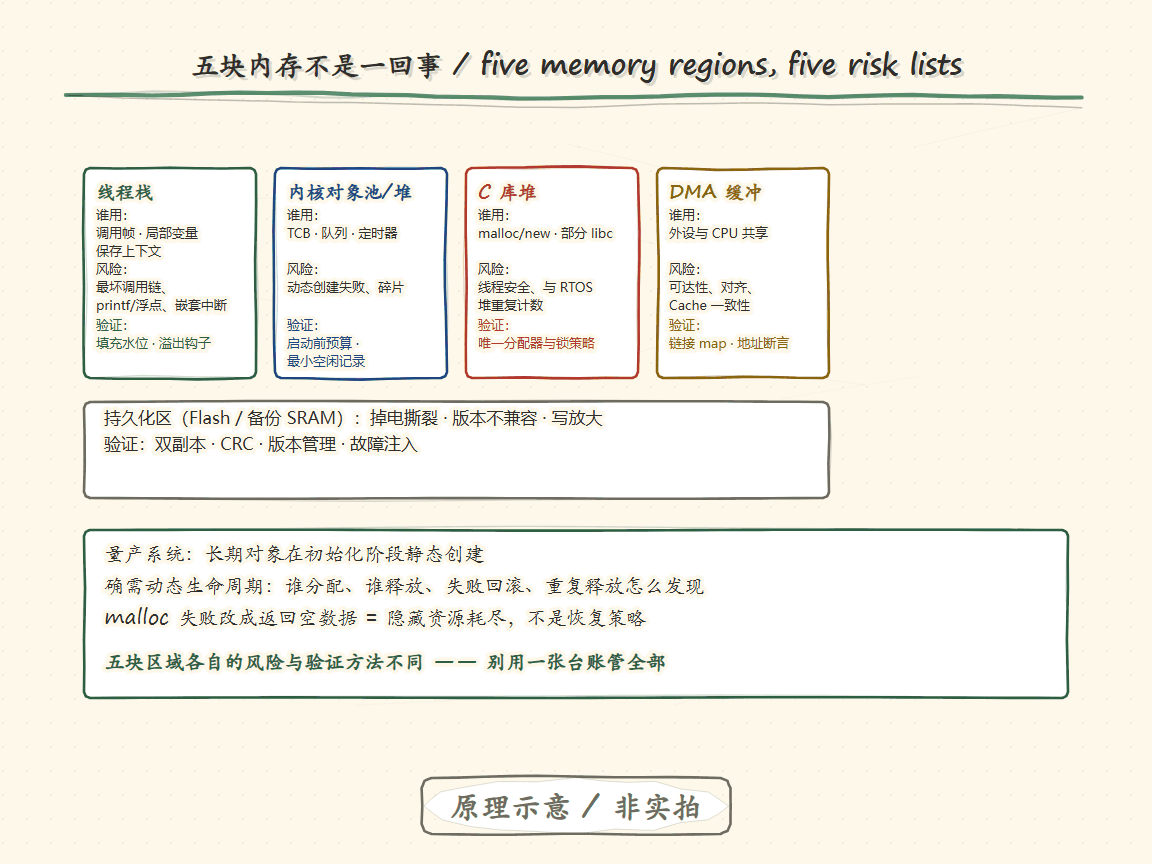 五块内存不是一回事 / five memory regions, five risk lists
线程栈
谁用：
调用帧 · 局部变量
保存上下文
风险：
最坏调用链、
printf/浮点、嵌套中断
验证：
填充水位 · 溢出钩子
内核对象池/堆
谁用：
TCB · 队列 · 定时器
风险：
动态创建失败、碎片
验证：
启动前预算 ·
最小空闲记录
C 库堆
谁用：
malloc/new · 部分 libc
风险：
线程安全、与 RTOS
堆重复计数
验证：
唯一分配器与锁策略
DMA 缓冲
谁用：
外设与 CPU 共享
风险：
可达性、对齐、
Cache 一致性
验证：
链接 map · 地址断言
持久化区（Flash / 备份 SRAM）：掉电撕裂 · 版本不兼容 · 写放大
验证：双副本 · CRC · 版本管理 · 故障注入
量产系统：长期对象在初始化阶段静态创建
确需动态生命周期：谁分配、谁释放、失败回滚、重复释放怎么发现
malloc 失败改成返回空数据 = 隐藏资源耗尽，不是恢复策略
五块区域各自的风险与验证方法不同 —— 别用一张台账管全部
原理示意 / 非实拍